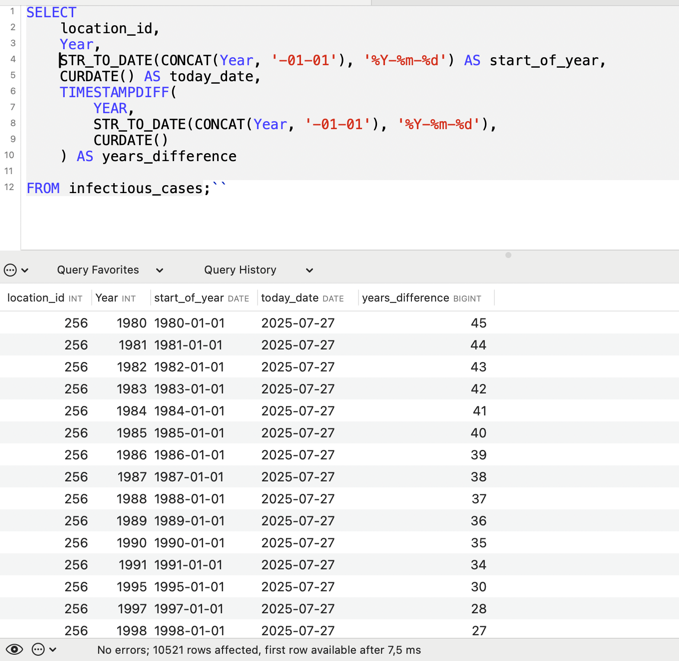 1 SELECT
2 location_id,
3 Year,
4 STR_TO_DATE(CONCAT(Year, '-01-01'), '%Y-%m-%d') AS start_of_year,
5 CURDATE() AS today_date,
6 TIMESTAMPDIFF(
7 YEAR,
8 STR_TO_DATE(CONCAT(Year, '-01-01'), '%Y-%m-%d'),
9 CURDATE()
10 ) AS years_difference
11
12 FROM infectious_cases;``
Query Favorites Query History
location_id INT Year INT start_of_year DATE today_date DATE years_difference BIGINT
256 1980 1980-01-01 2025-07-27 45
256 1981 1981-01-01 2025-07-27 44
256 1982 1982-01-01 2025-07-27 43
256 1983 1983-01-01 2025-07-27 42
256 1984 1984-01-01 2025-07-27 41
256 1985 1985-01-01 2025-07-27 40
256 1986 1986-01-01 2025-07-27 39
256 1987 1987-01-01 2025-07-27 38
256 1988 1988-01-01 2025-07-27 37
256 1989 1989-01-01 2025-07-27 36
256 1990 1990-01-01 2025-07-27 35
256 1991 1991-01-01 2025-07-27 34
256 1995 1995-01-01 2025-07-27 30
256 1997 1997-01-01 2025-07-27 28
256 1998 1998-01-01 2025-07-27 27
No errors; 10521 rows affected, first row available after 7,5 ms